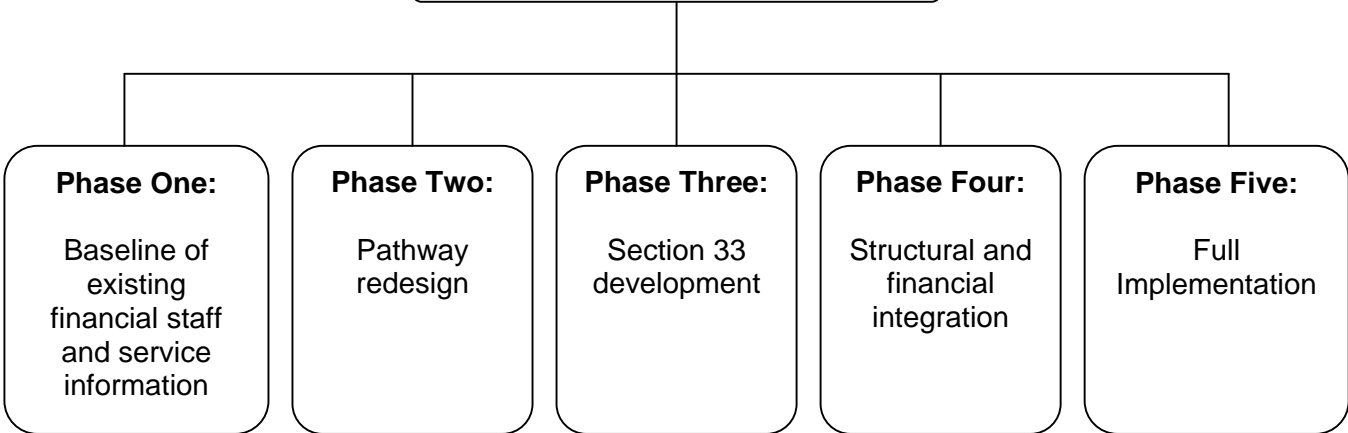 Phase One:
Baseline of
existing
financial staff
and service
information
Phase Two:
Pathway
redesign
Phase Three:
Section 33
development
Phase Four:
Structural and
financial
integration
Phase Five:
Full
Implementation